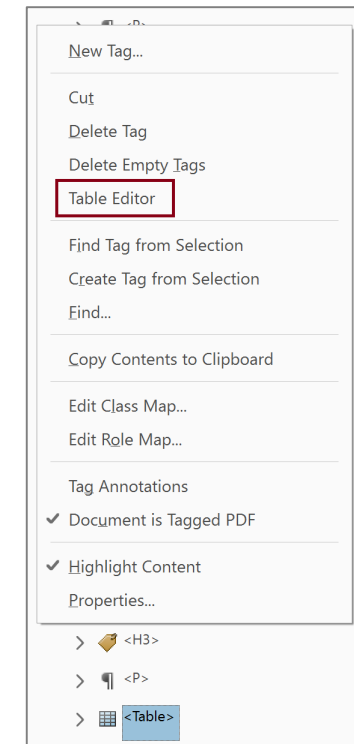 New Tag...
Cut
Delete Tag
Delete Empty Tags
Table Editor
Find Tag from Selection
Create Tag from Selection
Find...
Copy Contents to Clipboard
Edit Class Map...
Edit Role Map...
Tag Annotations
Document is Tagged PDF
Highlight Content
Properties...
<H3>
<P>
<Table>